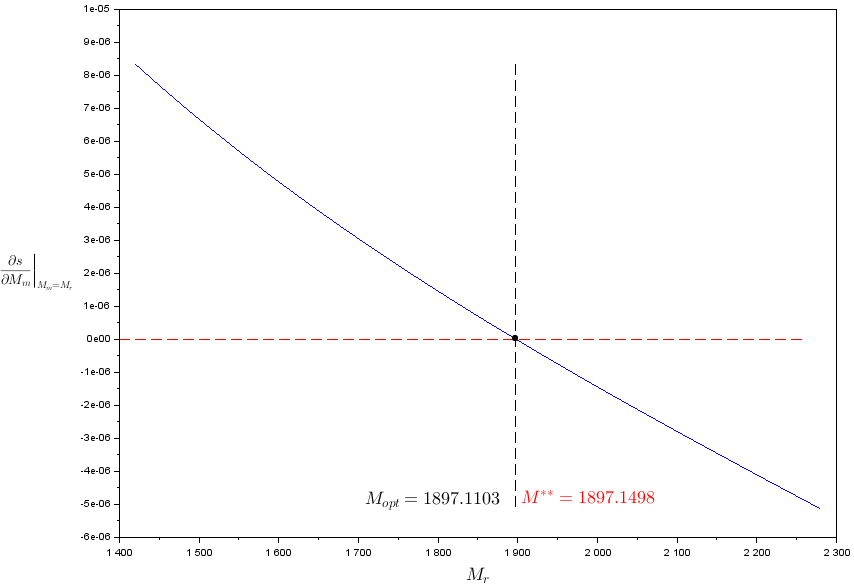 1e-05
9e-06
8e-06
7e-06
6e-06
5e-06
4e-06
3e-06
2e-06
1e-06
0e00
-1e-06
-2e-06
-3e-06
-4e-06
-5e-06
-6e-06
∂s/∂M_m|_{M_m=M_r}
M_opt = 1897.1103 M** = 1897.1498
1 400 1 500 1 600 1 700 1 800 1 900 2 000 2 100 2 200 2 300
M_r